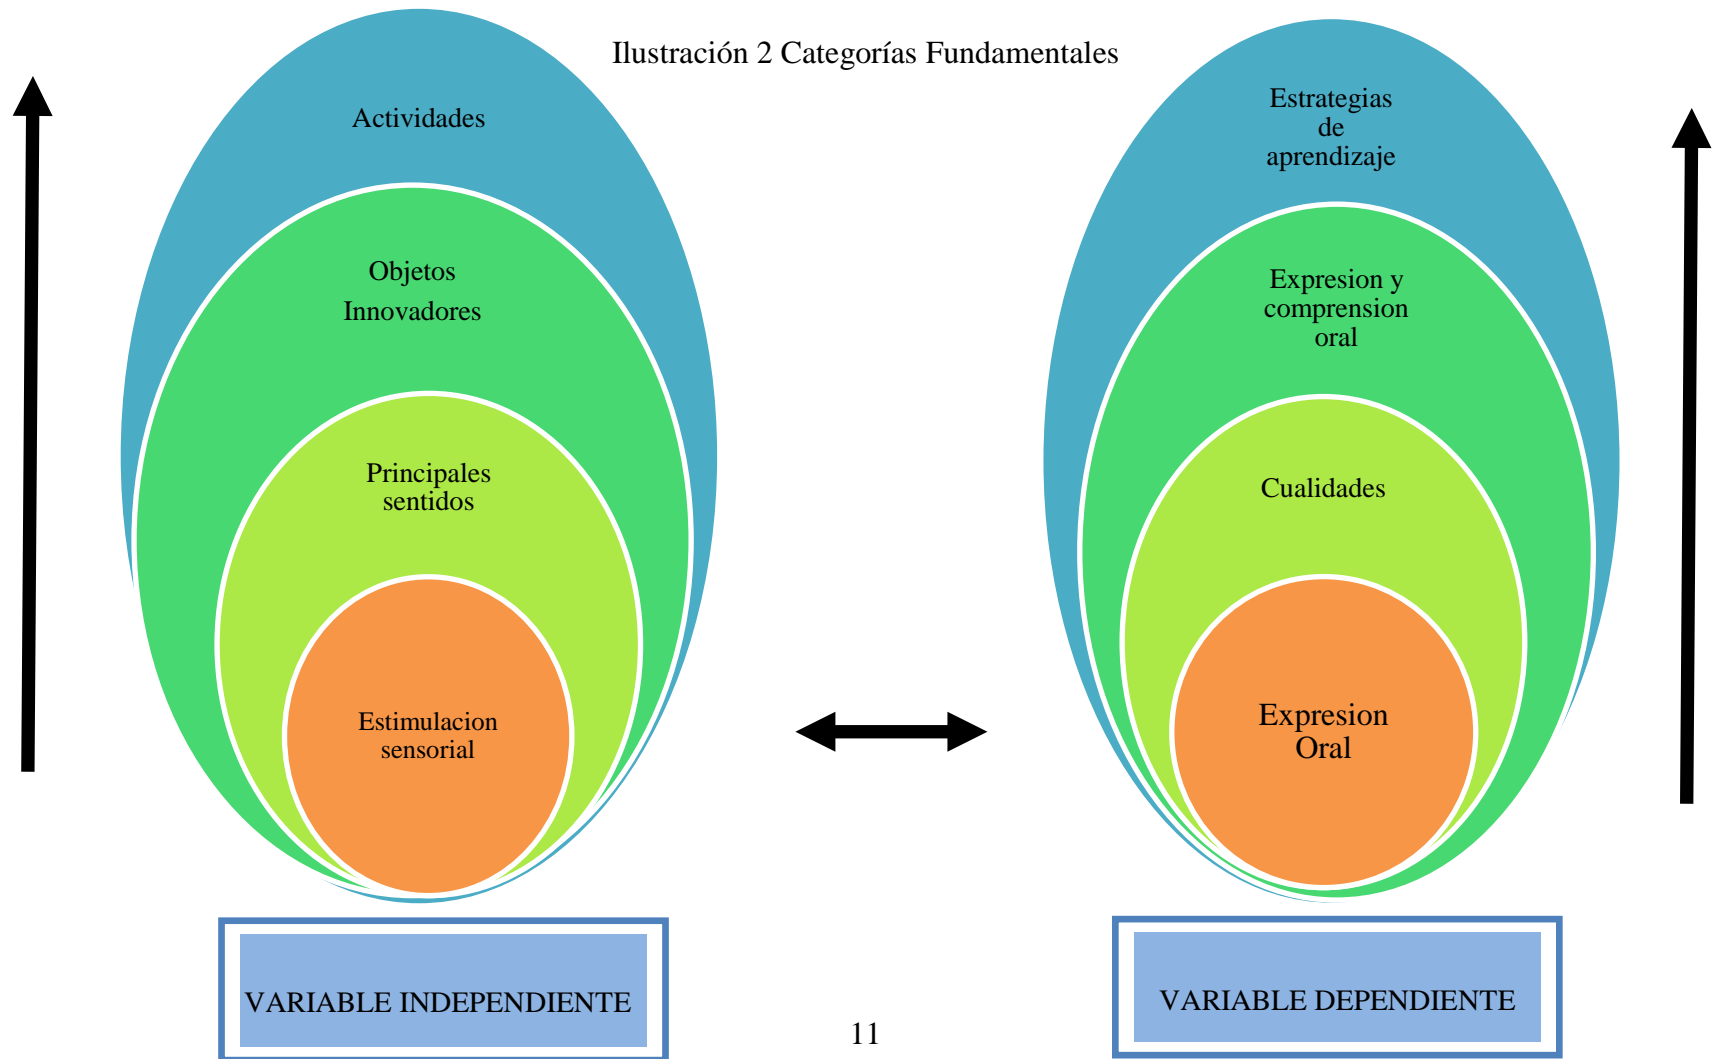 Ilustración 2 Categorías Fundamentales
Actividades
Objetos
Innovadores
Principales
sentidos
Estimulacion
sensorial
VARIABLE INDEPENDIENTE
Estrategias
de
aprendizaje
Expresion y
comprension
oral
Cualidades
Expresion
Oral
VARIABLE DEPENDIENTE
11